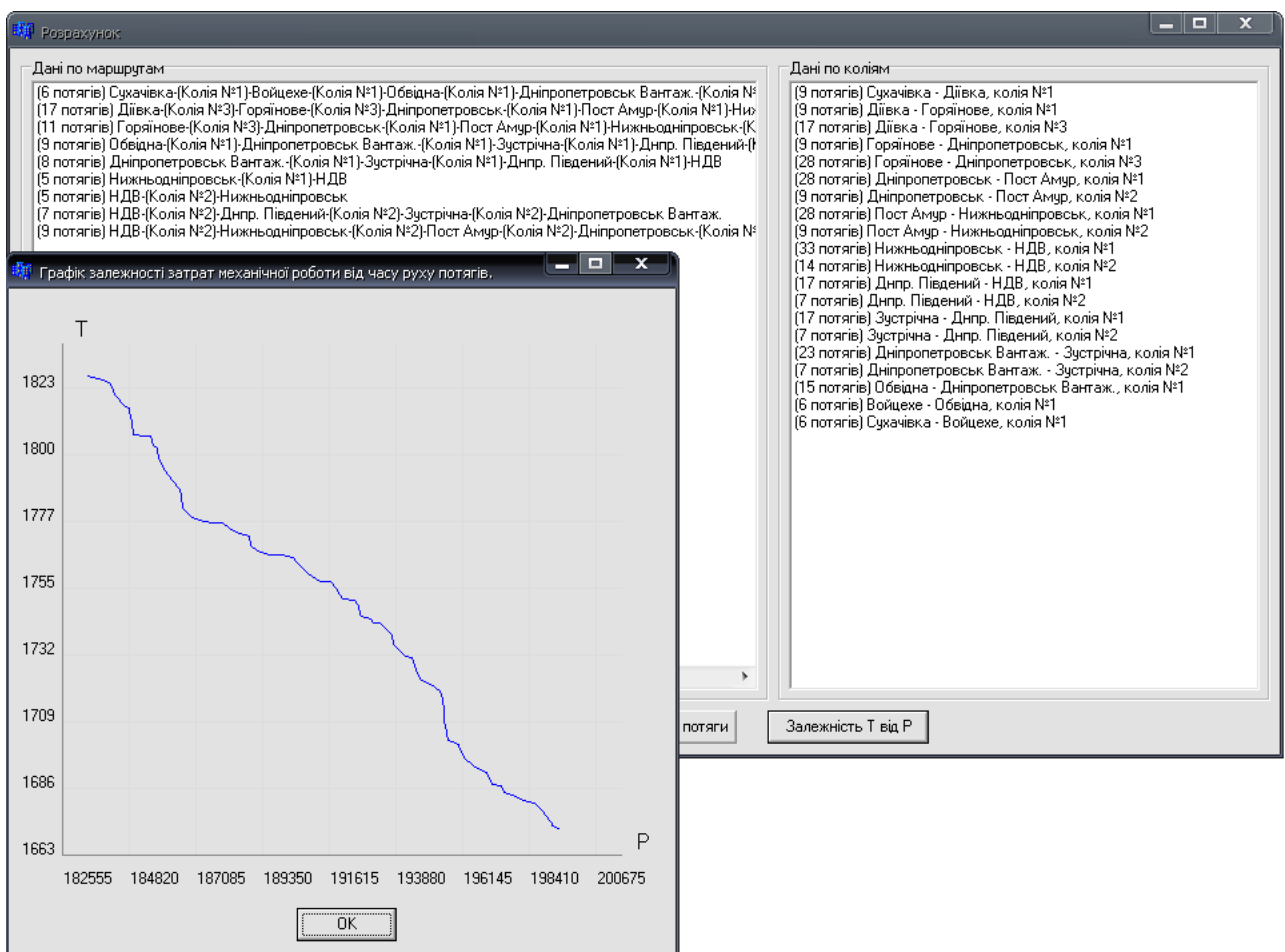 Розрахунок
Дані по маршрутам
(6 потягів) Сухачівка-(Колія №1)-Войцехе-(Колія №1)-Обвідна-(Колія №1)-Дніпропетровськ Вантаж.-(Колія №
(17 потягів) Діївка-(Колія №3)-Горяїнове-(Колія №3)-Дніпропетровськ-(Колія №1)-Пост Амур-(Колія №1)-Ниж
(11 потягів) Горяїнове-(Колія №3)-Дніпропетровськ-(Колія №1)-Пост Амур-(Колія №1)-Нижньодніпровськ-(К
(9 потягів) Обвідна-(Колія №1)-Дніпропетровськ Вантаж.-(Колія №1)-Зустрічна-(Колія №1)-Днпр. Південий-(
(8 потягів) Дніпропетровськ Вантаж.-(Колія №1)-Зустрічна-(Колія №1)-Днпр. Південий-(Колія №1)-НДВ
(5 потягів) Нижньодніпровськ-(Колія №1)-НДВ
(5 потягів) НДВ-(Колія №2)-Нижньодніпровськ
(7 потягів) НДВ-(Колія №2)-Днпр. Південий-(Колія №2)-Зустрічна-(Колія №2)-Дніпропетровськ Вантаж.
(9 потягів) НДВ-(Колія №2)-Нижньодніпровськ-(Колія №2)-Пост Амур-(Колія №2)-Дніпропетровськ-(Колія №
Дані по коліям
(9 потягів) Сухачівка - Діївка, колія №1
(9 потягів) Діївка - Горяїнове, колія №1
(17 потягів) Діївка - Горяїнове, колія №3
(9 потягів) Горяїнове - Дніпропетровськ, колія №1
(28 потягів) Горяїнове - Дніпропетровськ, колія №3
(28 потягів) Дніпропетровськ - Пост Амур, колія №1
(9 потягів) Дніпропетровськ - Пост Амур, колія №2
(28 потягів) Пост Амур - Нижньодніпровськ, колія №1
(9 потягів) Пост Амур - Нижньодніпровськ, колія №2
(33 потягів) Нижньодніпровськ - НДВ, колія №1
(14 потягів) Нижньодніпровськ - НДВ, колія №2
(17 потягів) Днпр. Південий - НДВ, колія №1
(7 потягів) Днпр. Південий - НДВ, колія №2
(17 потягів) Зустрічна - Днпр. Південий, колія №1
(7 потягів) Зустрічна - Днпр. Південий, колія №2
(23 потягів) Дніпропетровськ Вантаж. - Зустрічна, колія №1
(7 потягів) Дніпропетровськ Вантаж. - Зустрічна, колія №2
(15 потягів) Обвідна - Дніпропетровськ Вантаж., колія №1
(6 потягів) Войцехе - Обвідна, колія №1
(6 потягів) Сухачівка - Войцехе, колія №1
потяги
Залежність Т від Р
Графік залежності затрат механічної роботи від часу руху потягів.
Т
1823
1800
1777
1755
1732
1709
1686
1663
Р
182555 184820 187085 189350 191615 193880 196145 198410 200675
OK